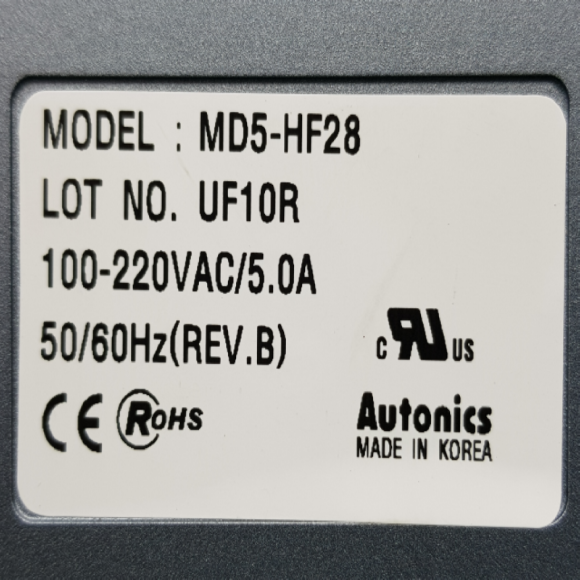 MODEL : MD5-HF28
LOT NO. UF10R
100-220VAC/5.0A
50/60Hz(REV.B)
c RU US
CE RoHS
Autonics
MADE IN KOREA